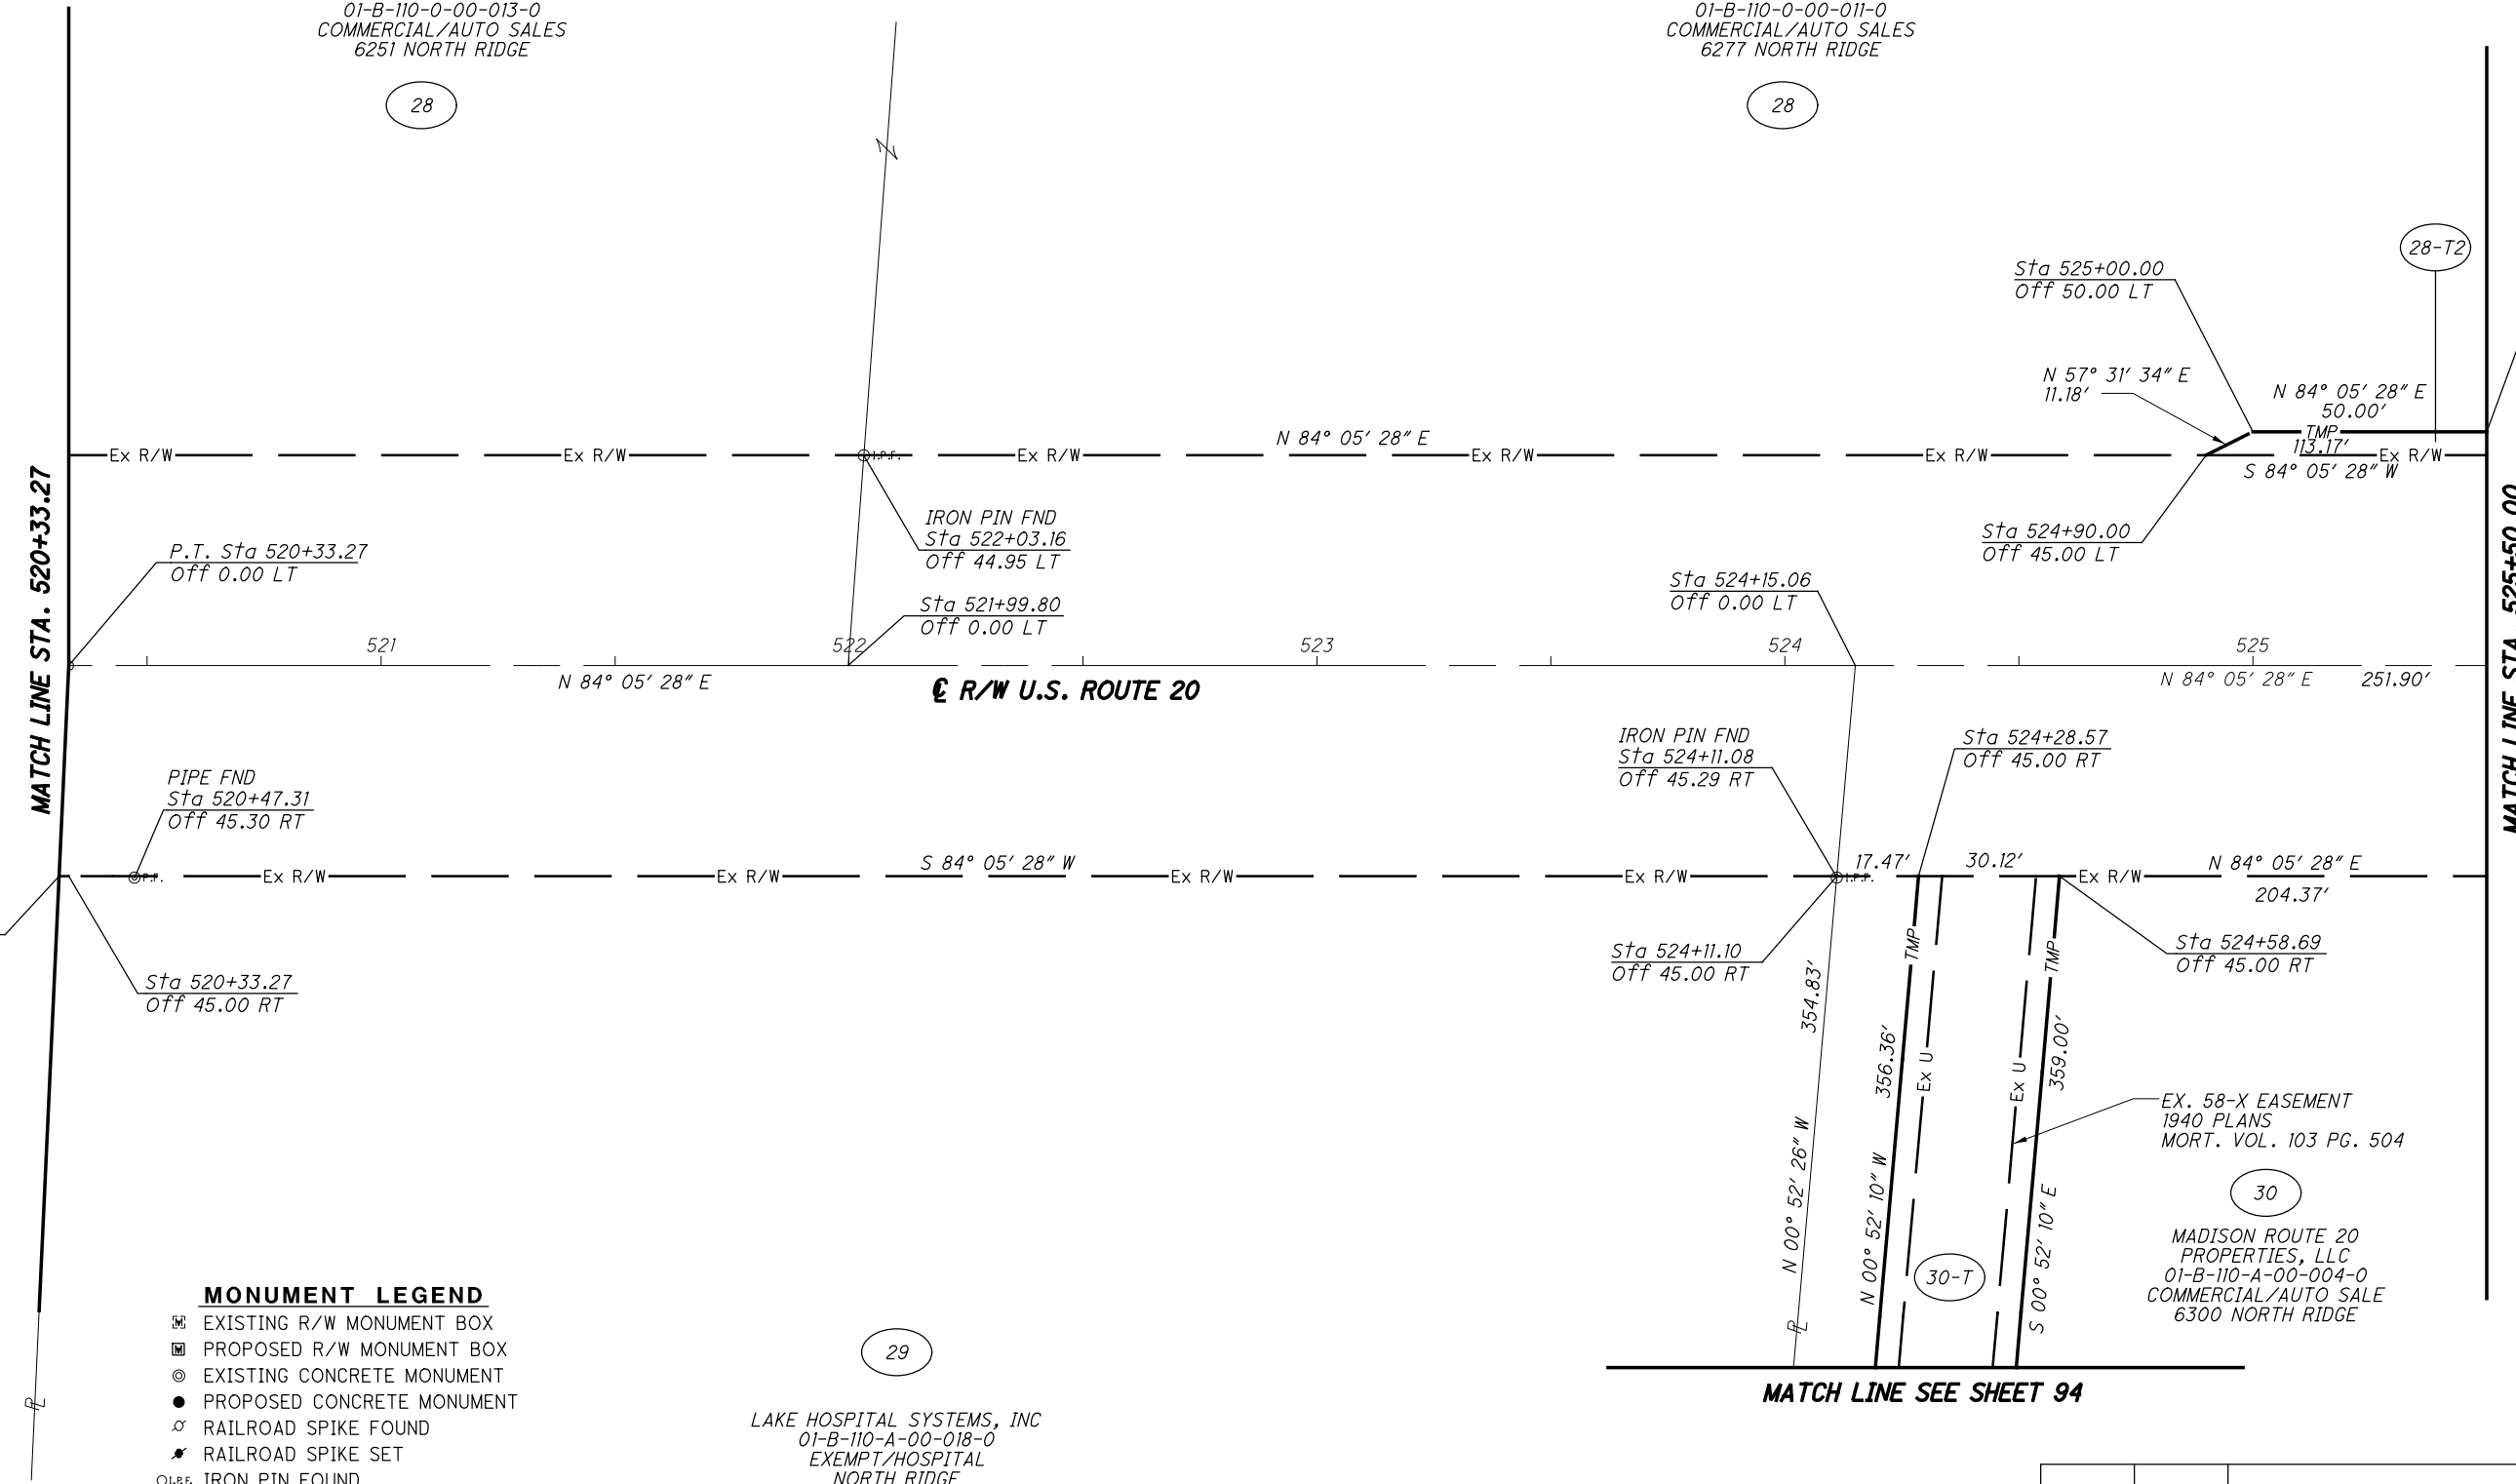 01-B-110-0-00-013-0
COMMERCIAL/AUTO SALES
6251 NORTH RIDGE
28
01-B-110-0-00-011-0
COMMERCIAL/AUTO SALES
6277 NORTH RIDGE
28
28-T2
Sta 525+00.00
Off 50.00 LT
N 57° 31' 34" E
11.18'
N 84° 05' 28" E
50.00'
TMP
113.17'
S 84° 05' 28" W
N 84° 05' 28" E
Ex R/W
Ex R/W
I.P.F.
Ex R/W
Ex R/W
Ex R/W
Ex R/W
MATCH LINE STA. 520+33.27
P.T. Sta 520+33.27
Off 0.00 LT
IRON PIN FND
Sta 522+03.16
Off 44.95 LT
Sta 521+99.80
Off 0.00 LT
Sta 524+90.00
Off 45.00 LT
Sta 524+15.06
Off 0.00 LT
MATCH LINE STA. 525+50.00
521
522
523
524
525
N 84° 05' 28" E
℄ R/W U.S. ROUTE 20
N 84° 05' 28" E
251.90'
PIPE FND
Sta 520+47.31
Off 45.30 RT
IRON PIN FND
Sta 524+11.08
Off 45.29 RT
Sta 524+28.57
Off 45.00 RT
S 84° 05' 28" W
17.47'
30.12'
N 84° 05' 28" E
204.37'
P.F.
Ex R/W
Ex R/W
Ex R/W
Ex R/W
I.P.F.
Ex R/W
Sta 520+33.27
Off 45.00 RT
Sta 524+11.10
Off 45.00 RT
Sta 524+58.69
Off 45.00 RT
354.83'
N 00° 52' 26" W
PL
356.36'
N 00° 52' 10" W
TMP
Ex U
Ex U
TMP
359.00'
S 00° 52' 10" E
EX. 58-X EASEMENT
1940 PLANS
MORT. VOL. 103 PG. 504
30
MADISON ROUTE 20
PROPERTIES, LLC
01-B-110-A-00-004-0
COMMERCIAL/AUTO SALE
6300 NORTH RIDGE
30-T
MATCH LINE SEE SHEET 94
MONUMENT LEGEND
EXISTING R/W MONUMENT BOX
PROPOSED R/W MONUMENT BOX
EXISTING CONCRETE MONUMENT
PROPOSED CONCRETE MONUMENT
RAILROAD SPIKE FOUND
RAILROAD SPIKE SET
I.P.F. IRON PIN FOUND
PL
29
LAKE HOSPITAL SYSTEMS, INC
01-B-110-A-00-018-0
EXEMPT/HOSPITAL
NORTH RIDGE